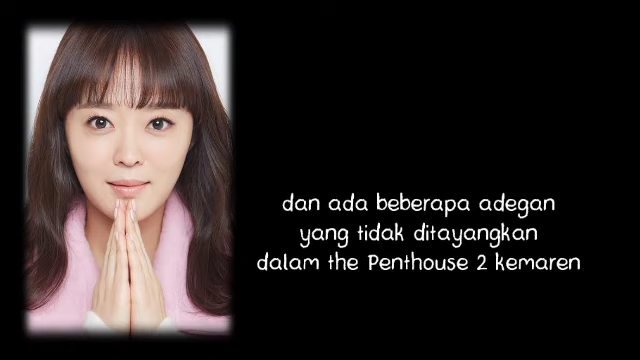 dan ada beberapa adegan
yang tidak ditayangkan
dalam the Penthouse 2 kemaren